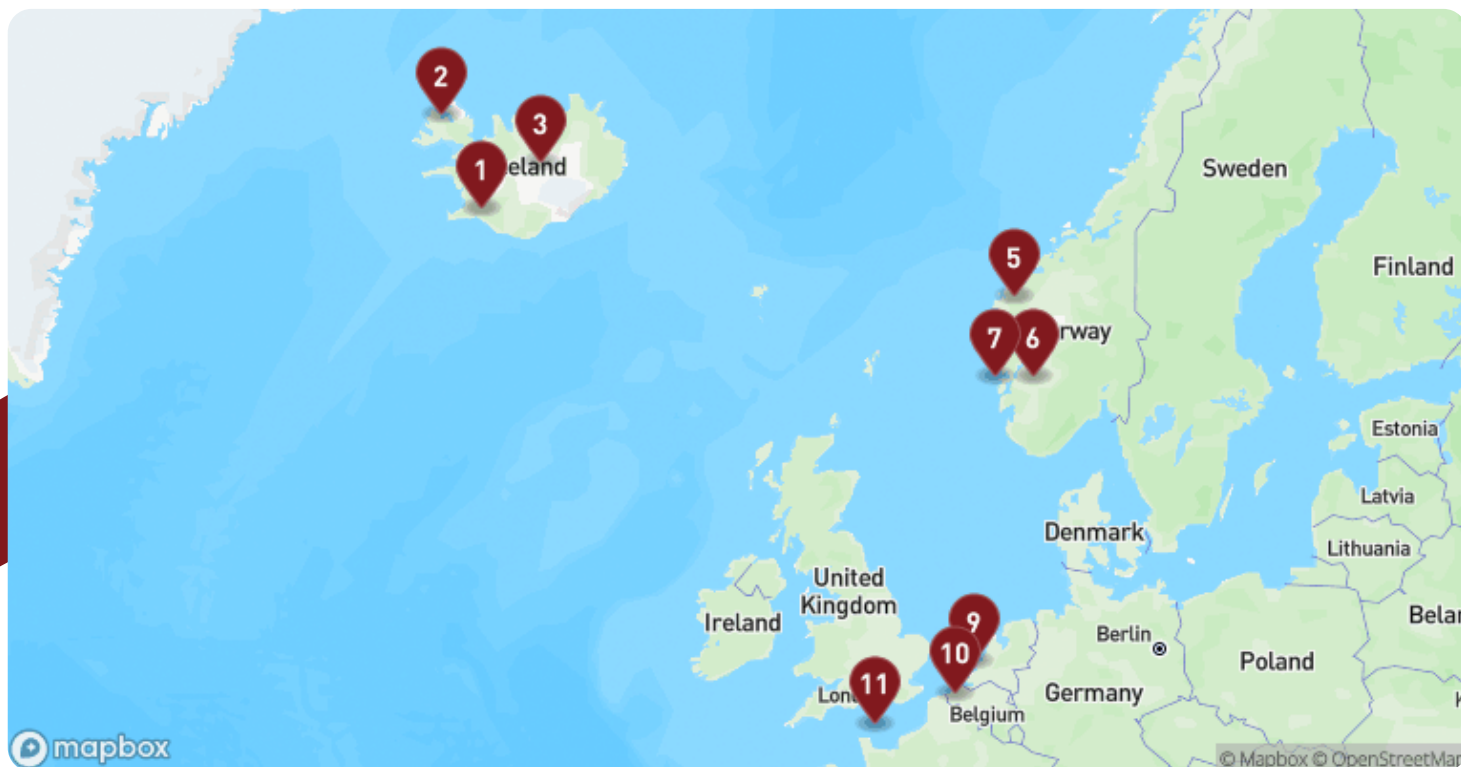 2
3
1
eland
Sweden
5
Finland
7
6
rway
Estonia
Latvia
Denmark
Lithuania
United
Kingdom
Ireland
9
Berlin
Belar
10
Poland
11
Lon
Germany
Belgium
mapbox
© Mapbox © OpenStreetMap